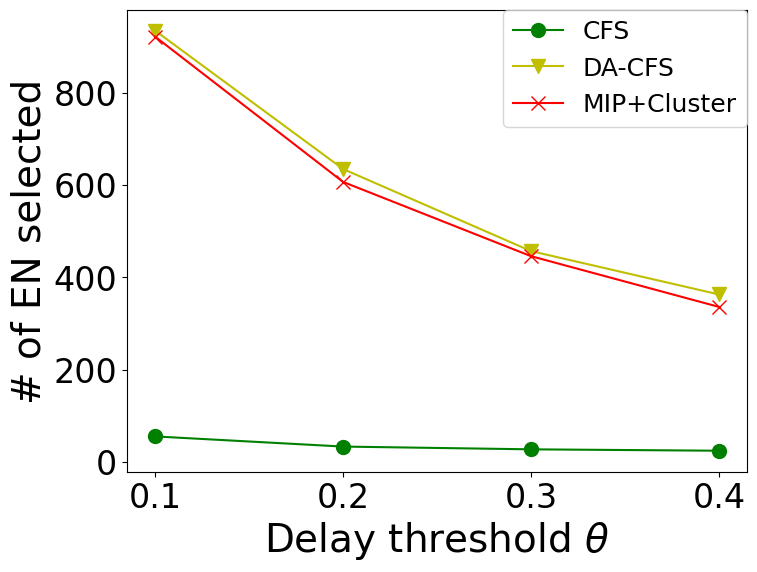 CFS
DA-CFS
MIP+Cluster
# of EN selected
800
600
400
200
0
0.1 0.2 0.3 0.4
Delay threshold θ